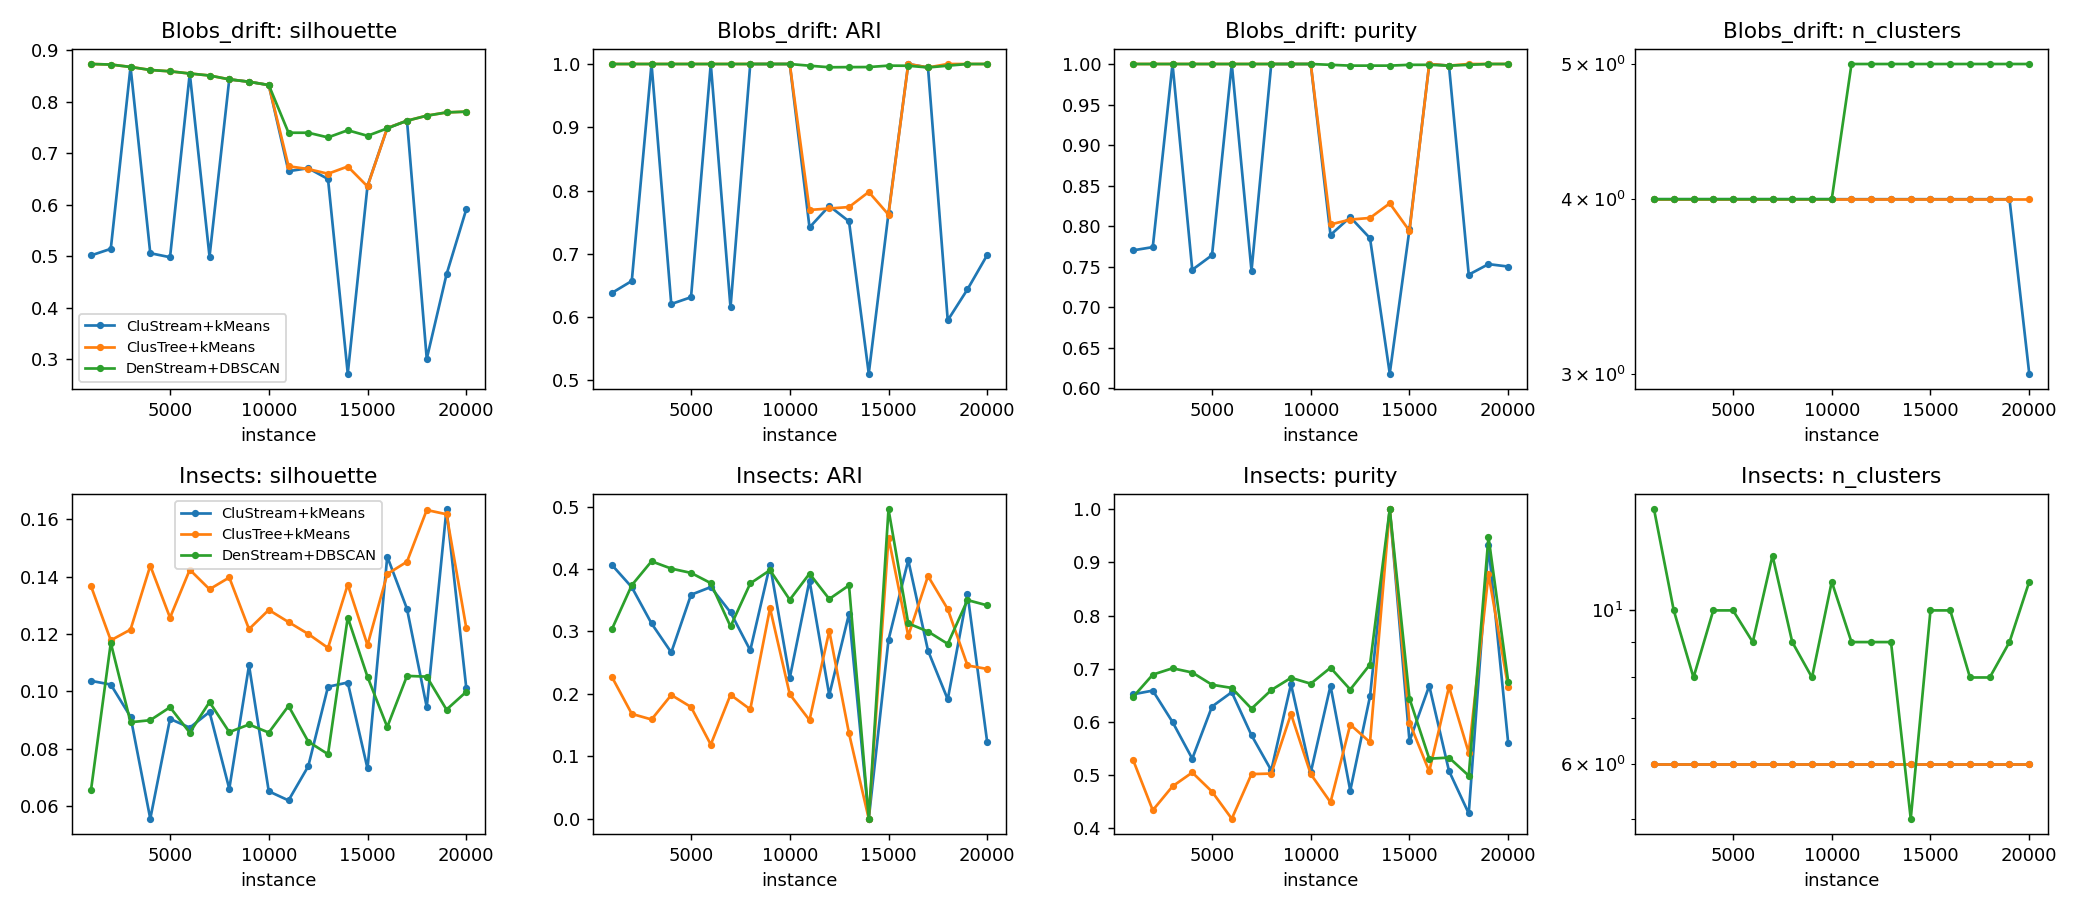 Blobs_drift: silhouette
0.9
0.8
0.7
0.6
0.5
0.4
0.3
CluStream+kMeans
ClusTree+kMeans
DenStream+DBSCAN
5000 10000 15000 20000
instance
Blobs_drift: ARI
1.0
0.9
0.8
0.7
0.6
0.5
5000 10000 15000 20000
instance
Blobs_drift: purity
1.00
0.95
0.90
0.85
0.80
0.75
0.70
0.65
0.60
5000 10000 15000 20000
instance
Blobs_drift: n_clusters
5 × 10⁰
4 × 10⁰
3 × 10⁰
5000 10000 15000 20000
instance
Insects: silhouette
CluStream+kMeans
ClusTree+kMeans
DenStream+DBSCAN
0.16
0.14
0.12
0.10
0.08
0.06
5000 10000 15000 20000
instance
Insects: ARI
0.5
0.4
0.3
0.2
0.1
0.0
5000 10000 15000 20000
instance
Insects: purity
1.0
0.9
0.8
0.7
0.6
0.5
0.4
5000 10000 15000 20000
instance
Insects: n_clusters
10¹
6 × 10⁰
5000 10000 15000 20000
instance